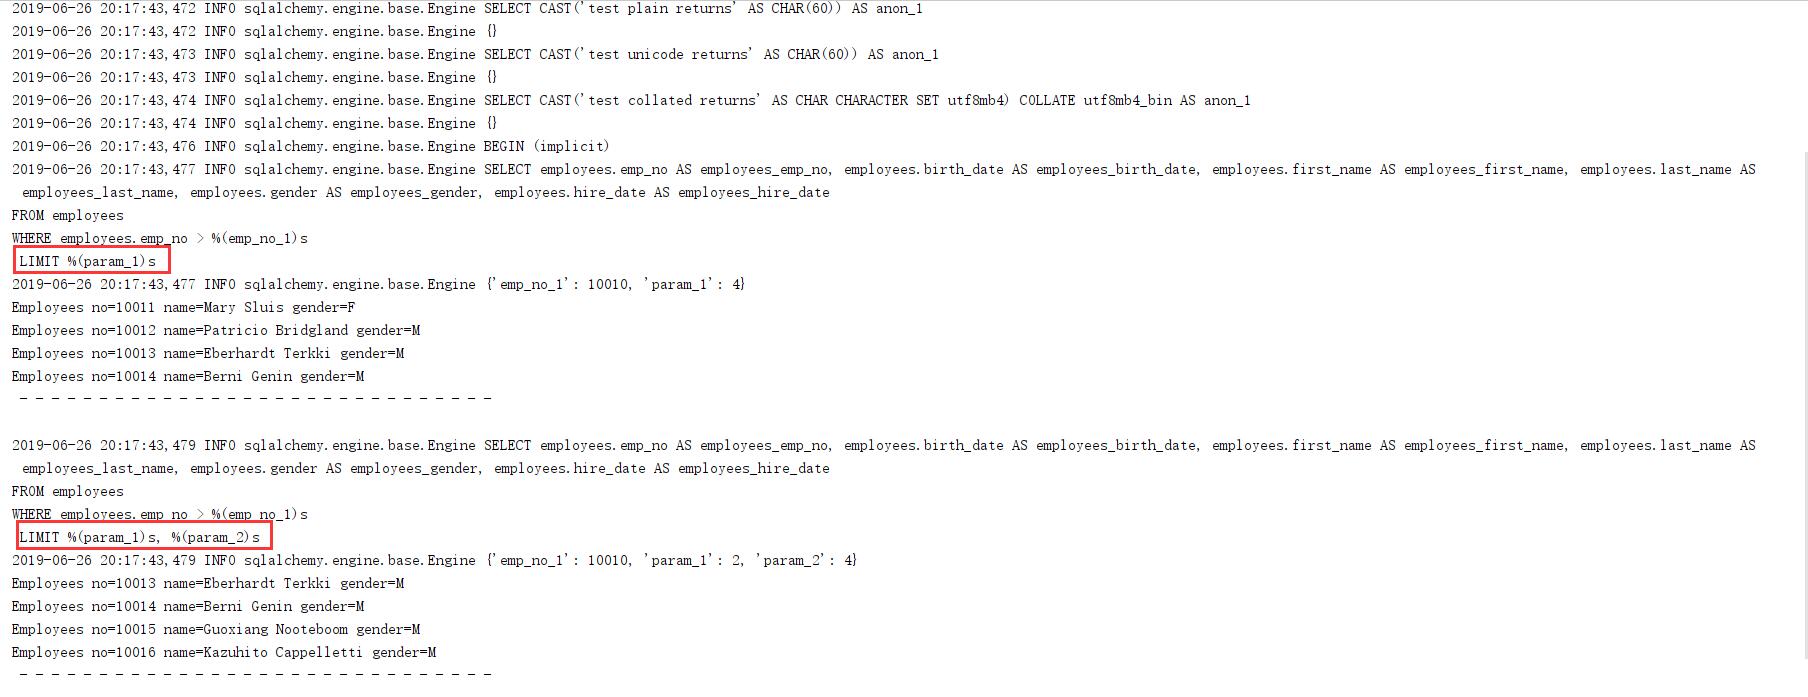 2019-06-26 20:17:43,472 INFO sqlalchemy.engine.base.Engine SELECT CAST('test plain returns' AS CHAR(60)) AS anon_1
2019-06-26 20:17:43,472 INFO sqlalchemy.engine.base.Engine {}
2019-06-26 20:17:43,473 INFO sqlalchemy.engine.base.Engine SELECT CAST('test unicode returns' AS CHAR(60)) AS anon_1
2019-06-26 20:17:43,473 INFO sqlalchemy.engine.base.Engine {}
2019-06-26 20:17:43,474 INFO sqlalchemy.engine.base.Engine SELECT CAST('test collated returns' AS CHAR CHARACTER SET utf8mb4) COLLATE utf8mb4_bin AS anon_1
2019-06-26 20:17:43,474 INFO sqlalchemy.engine.base.Engine {}
2019-06-26 20:17:43,476 INFO sqlalchemy.engine.base.Engine BEGIN (implicit)
2019-06-26 20:17:43,477 INFO sqlalchemy.engine.base.Engine SELECT employees.emp_no AS employees_emp_no, employees.birth_date AS employees_birth_date, employees.first_name AS employees_first_name, employees.last_name AS
employees_last_name, employees.gender AS employees_gender, employees.hire_date AS employees_hire_date
FROM employees
WHERE employees.emp_no > %(emp_no_1)s
LIMIT %(param_1)s
2019-06-26 20:17:43,477 INFO sqlalchemy.engine.base.Engine {'emp_no_1': 10010, 'param_1': 4}
Employees no=10011 name=Mary Sluis gender=F
Employees no=10012 name=Patricio Bridgland gender=M
Employees no=10013 name=Eberhardt Terkki gender=M
Employees no=10014 name=Berni Genin gender=M
- - - - - - - - - - - - - - - - - - - - - - - - - - - - - -
2019-06-26 20:17:43,479 INFO sqlalchemy.engine.base.Engine SELECT employees.emp_no AS employees_emp_no, employees.birth_date AS employees_birth_date, employees.first_name AS employees_first_name, employees.last_name AS
employees_last_name, employees.gender AS employees_gender, employees.hire_date AS employees_hire_date
FROM employees
WHERE employees.emp_no > %(emp_no_1)s
LIMIT %(param_1)s, %(param_2)s
2019-06-26 20:17:43,479 INFO sqlalchemy.engine.base.Engine {'emp_no_1': 10010, 'param_1': 2, 'param_2': 4}
Employees no=10013 name=Eberhardt Terkki gender=M
Employees no=10014 name=Berni Genin gender=M
Employees no=10015 name=Guoxiang Nooteboom gender=M
Employees no=10016 name=Kazuhito Cappelletti gender=M
- - - - - - - - - - - - - - - - - - - - - - - - - - - - - -